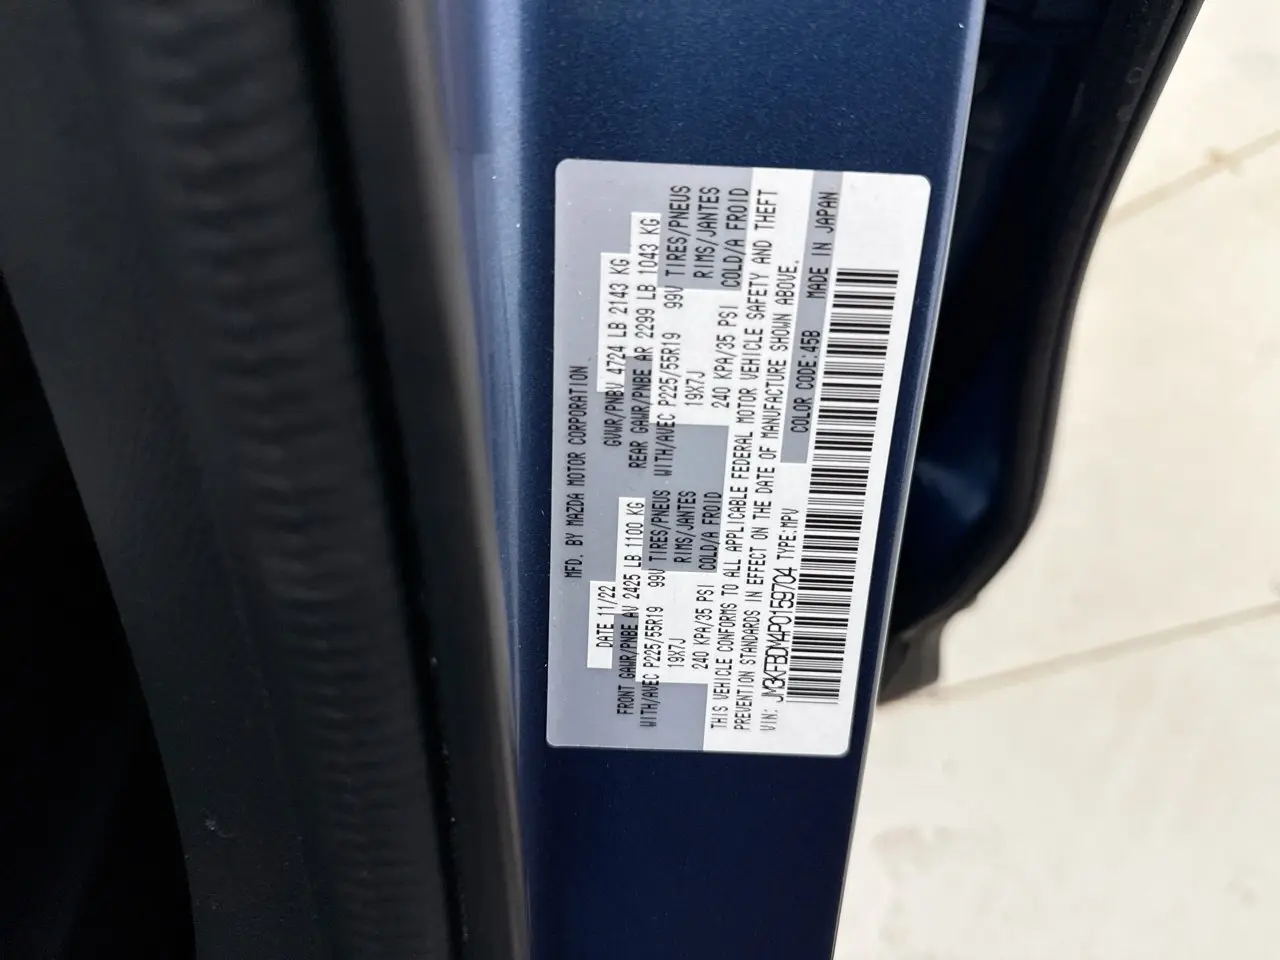 MFD. BY MAZDA MOTOR CORPORATION
DATE 11/22 GVWR/PNBV 4724 LB 2143 KG
FRONT GAWR/PNBE AV 2425 LB 1100 KG REAR GAWR/PNBE AR 2299 LB 1043 KG
WITH/AVEC P225/55R19 99V TIRES/PNEUS WITH/AVEC P225/55R19 99V TIRES/PNEUS
19X7J RIMS/JANTES 19X7J RIMS/JANTES
240 KPA/35 PSI COLD/A FROID 240 KPA/35 PSI COLD/A FROID
THIS VEHICLE CONFORMS TO ALL APPLICABLE FEDERAL MOTOR VEHICLE SAFETY AND THEFT
PREVENTION STANDARDS IN EFFECT ON THE DATE OF MANUFACTURE SHOWN ABOVE.
VIN: JM3KFBDM4P0159704 TYPE:MPV COLOR CODE:45B MADE IN JAPAN